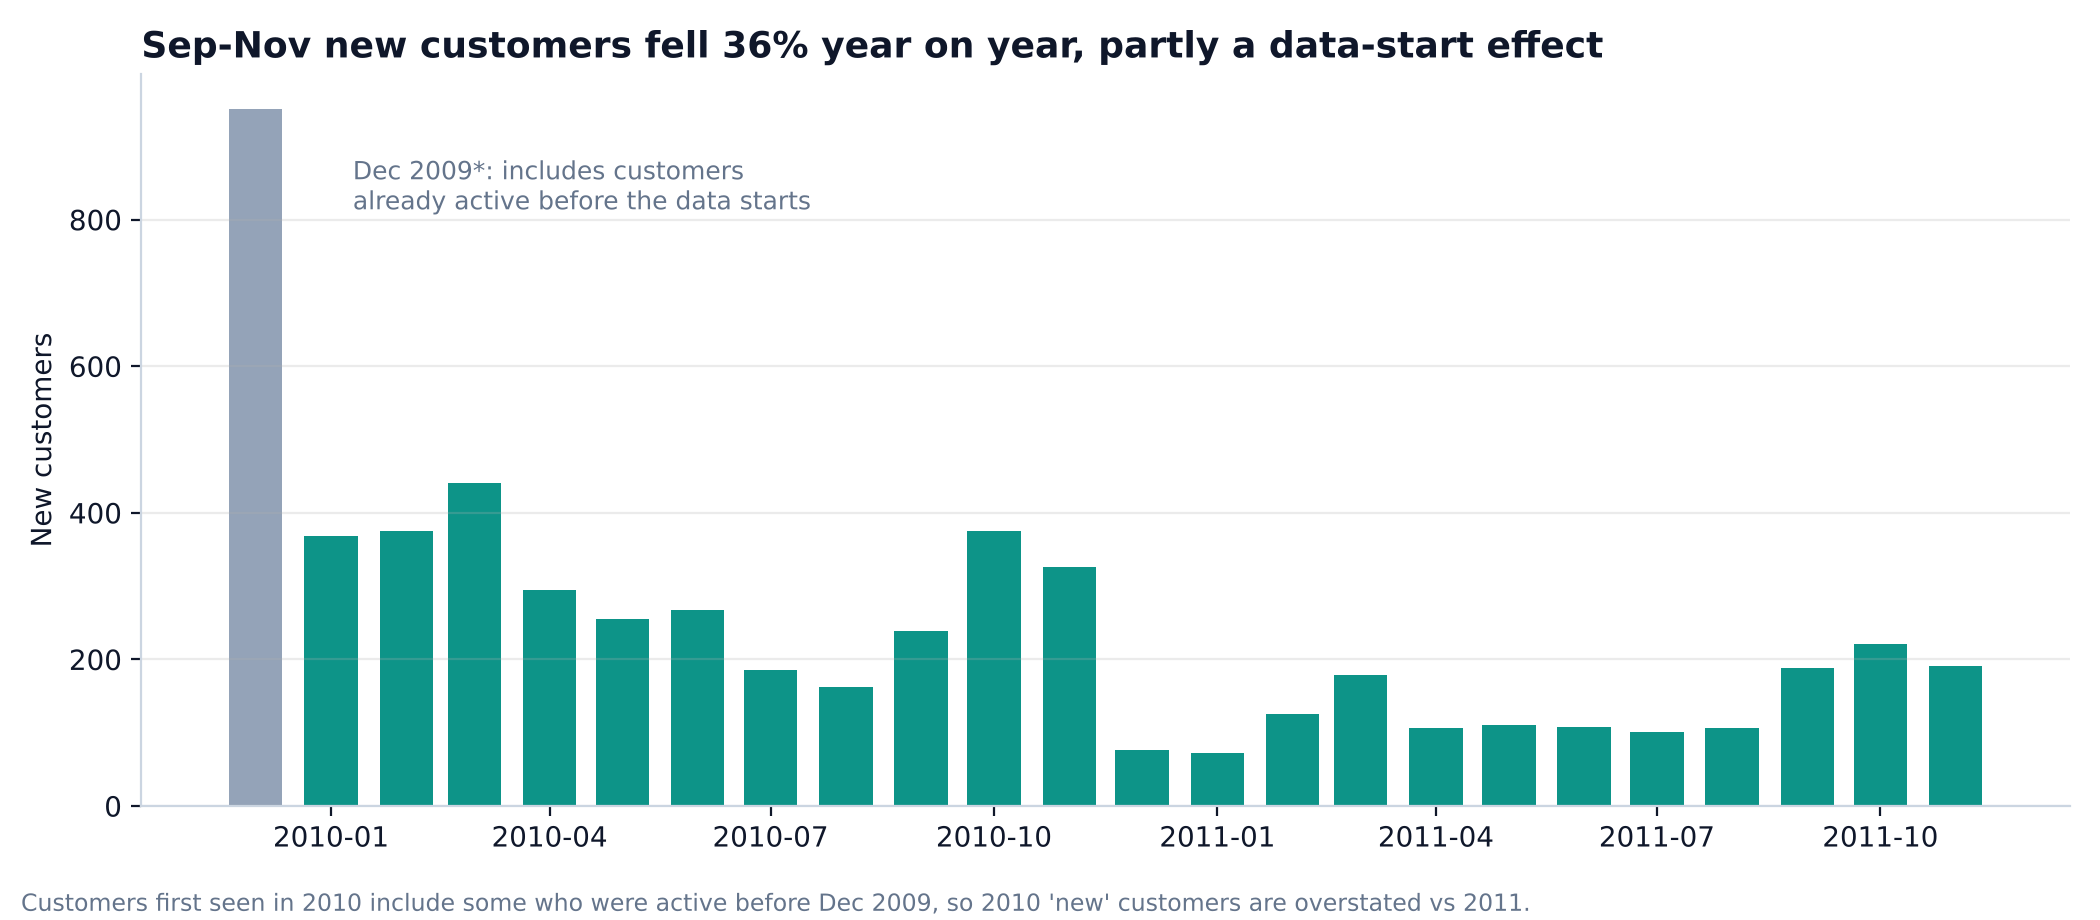 Sep-Nov new customers fell 36% year on year, partly a data-start effect
Dec 2009*: includes customers
already active before the data starts
New customers
800
600
400
200
0
2010-01 2010-04 2010-07 2010-10 2011-01 2011-04 2011-07 2011-10
Customers first seen in 2010 include some who were active before Dec 2009, so 2010 'new' customers are overstated vs 2011.